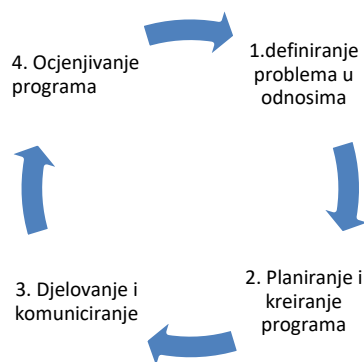 1.definiranje
problema u
odnosima
2. Planiranje i
kreiranje
programa
3. Djelovanje i
komuniciranje
4. Ocjenjivanje
programa